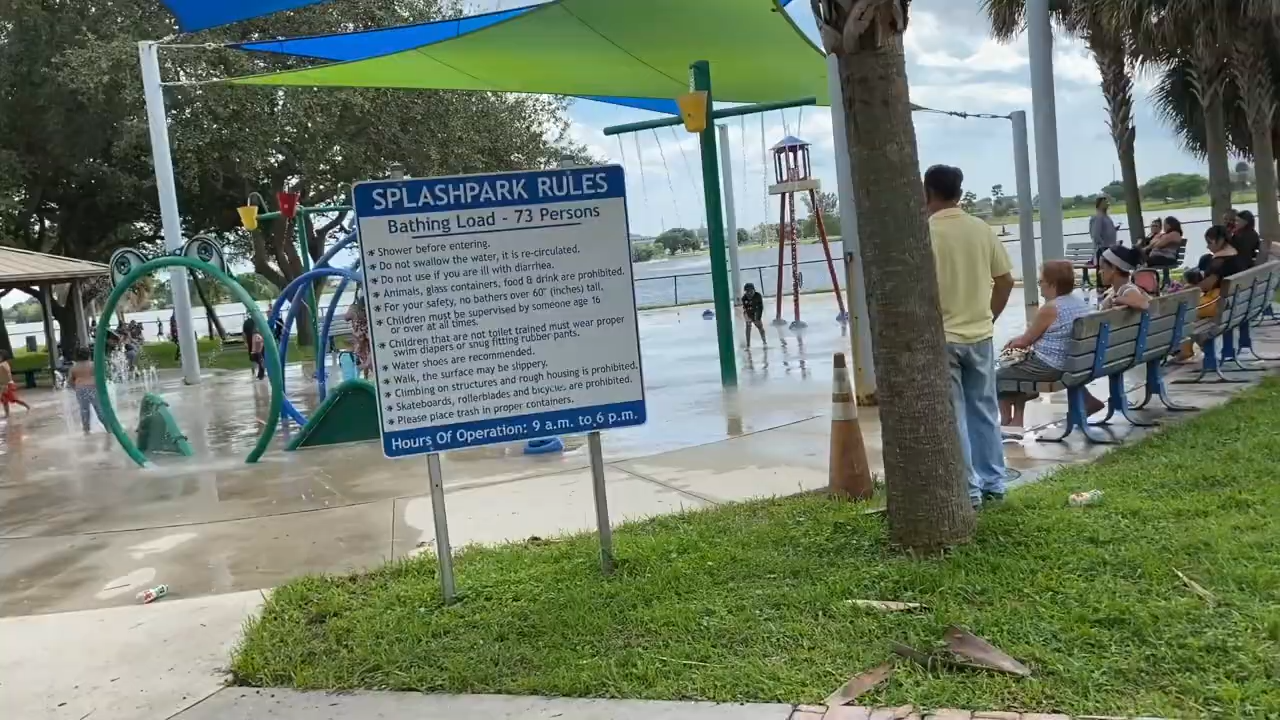 SPLASHPARK RULES
Bathing Load - 73 Persons
* Shower before entering.
* Do not swallow the water, it is re-circulated.
* Do not use if you are ill with diarrhea.
* Animals, glass containers, food & drink are prohibited.
* For your safety, no bathers over 60" (inches) tall.
* Children must be supervised by someone age 16
or over at all times.
* Children that are not toilet trained must wear proper
swim diapers or snug fitting rubber pants.
* Water shoes are recommended.
* Walk, the surface may be slippery.
* Climbing on structures and rough housing is prohibited.
* Skateboards, rollerblades and bicycles are prohibited.
* Please place trash in proper containers.
Hours Of Operation: 9 a.m. to 6 p.m.